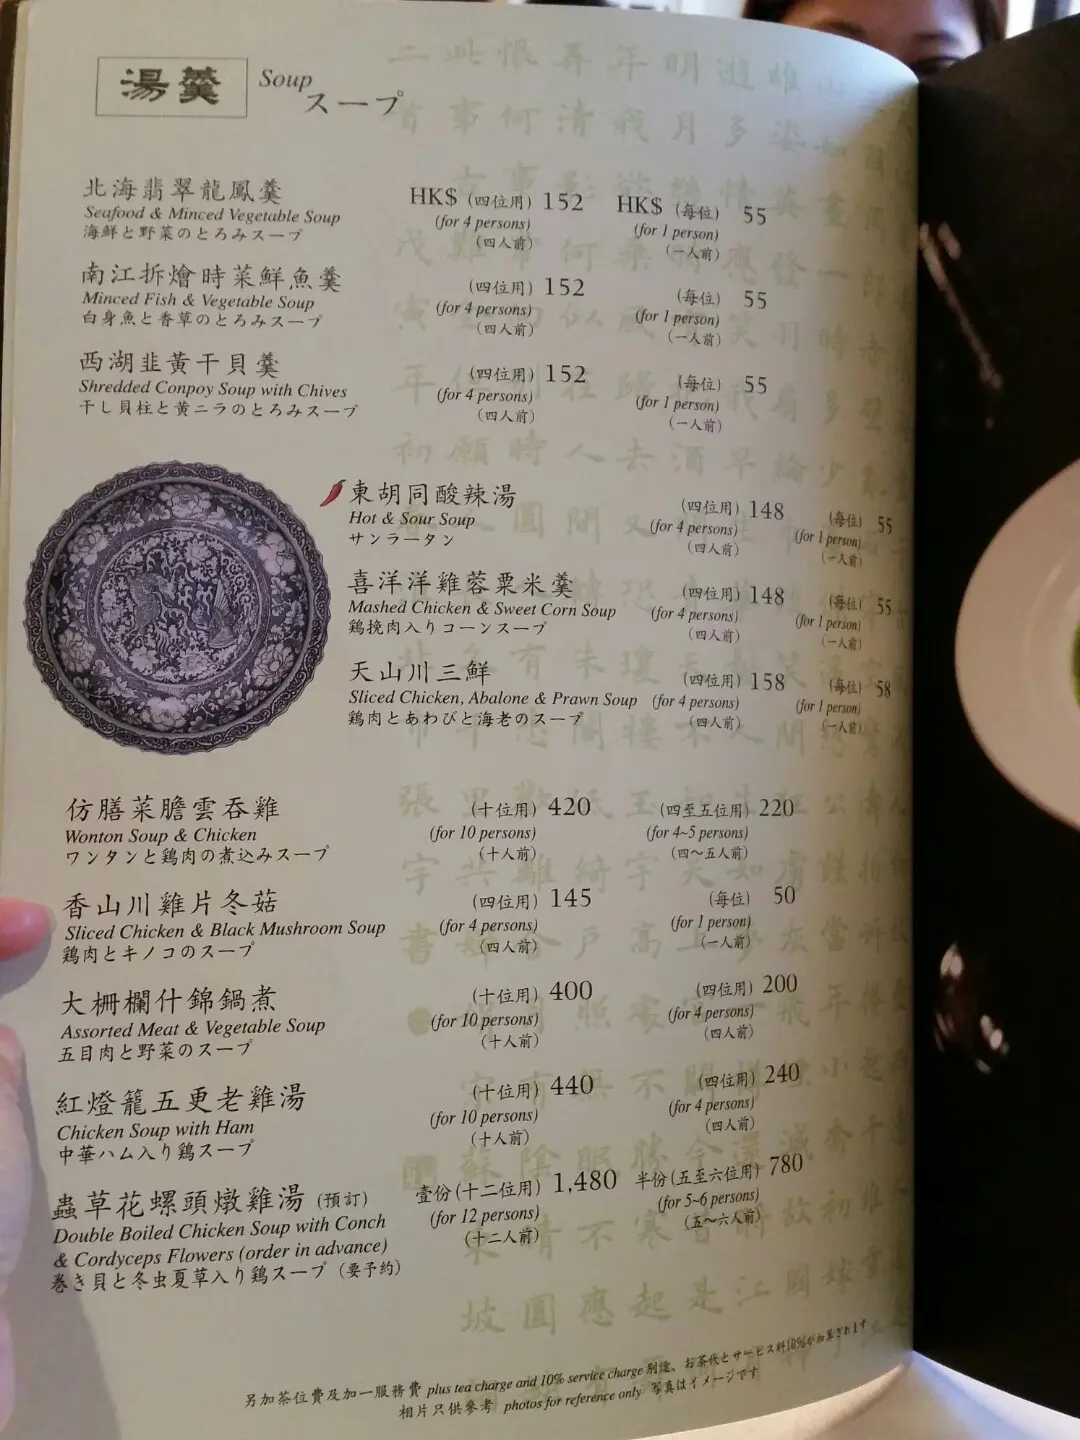 湯羹 Soup
スープ
北海翡翠龍鳳羹 HK$ (四位用) 152 HK$ (每位) 55
Seafood & Minced Vegetable Soup (for 4 persons) (for 1 person)
海鮮と野菜のとろみスープ (四人前) (一人前)
南江拆燴時菜鮮魚羹 (四位用) 152 (每位) 55
Minced Fish & Vegetable Soup (for 4 persons) (for 1 person)
白身魚と香草のとろみスープ (四人前) (一人前)
西湖韭黃干貝羹 (四位用) 152 (每位) 55
Shredded Conpoy Soup with Chives (for 4 persons) (for 1 person)
干し貝柱と黄ニラのとろみスープ (四人前) (一人前)
東胡同酸辣湯 (四位用) 148 (每位) 55
Hot & Sour Soup (for 4 persons) (for 1 person)
サンラータン (四人前) (一人前)
喜洋洋雞蓉粟米羹 (四位用) 148 (每位) 55
Mashed Chicken & Sweet Corn Soup (for 4 persons) (for 1 person)
鶏挽肉入りコーンスープ (四人前) (一人前)
天山川三鮮 (四位用) 158 (每位) 58
Sliced Chicken, Abalone & Prawn Soup (for 4 persons) (for 1 person)
鶏肉とあわびと海老のスープ (四人前) (一人前)
仿膳菜膽雲吞雞 (十位用) 420 (四至五位用) 220
Wonton Soup & Chicken (for 10 persons) (for 4~5 persons)
ワンタンと鶏肉の煮込みスープ (十人前) (四〜五人前)
香山川雞片冬菇 (四位用) 145 (每位) 50
Sliced Chicken & Black Mushroom Soup (for 4 persons) (for 1 person)
鶏肉とキノコのスープ (四人前) (一人前)
大柵欄什錦鍋煮 (十位用) 400 (四位用) 200
Assorted Meat & Vegetable Soup (for 10 persons) (for 4 persons)
五目肉と野菜のスープ (十人前) (四人前)
紅燈籠五更老雞湯 (十位用) 440 (四位用) 240
Chicken Soup with Ham (for 10 persons) (for 4 persons)
中華ハム入り鶏スープ (十人前) (四人前)
蟲草花螺頭燉雞湯 (預訂) 壹份 (十二位用) 1,480 半份 (五至六位用) 780
Double Boiled Chicken Soup with Conch (for 12 persons) (for 5~6 persons)
& Cordyceps Flowers (order in advance) (十二人前) (五〜六人前)
巻き貝と冬虫夏草入り鶏スープ (要予約)
另加茶位費及加一服務費 plus tea charge and 10% service charge 別途、お茶代とサービス料10%が加算されます
相片只供參考 photos for reference only 写真はイメージです